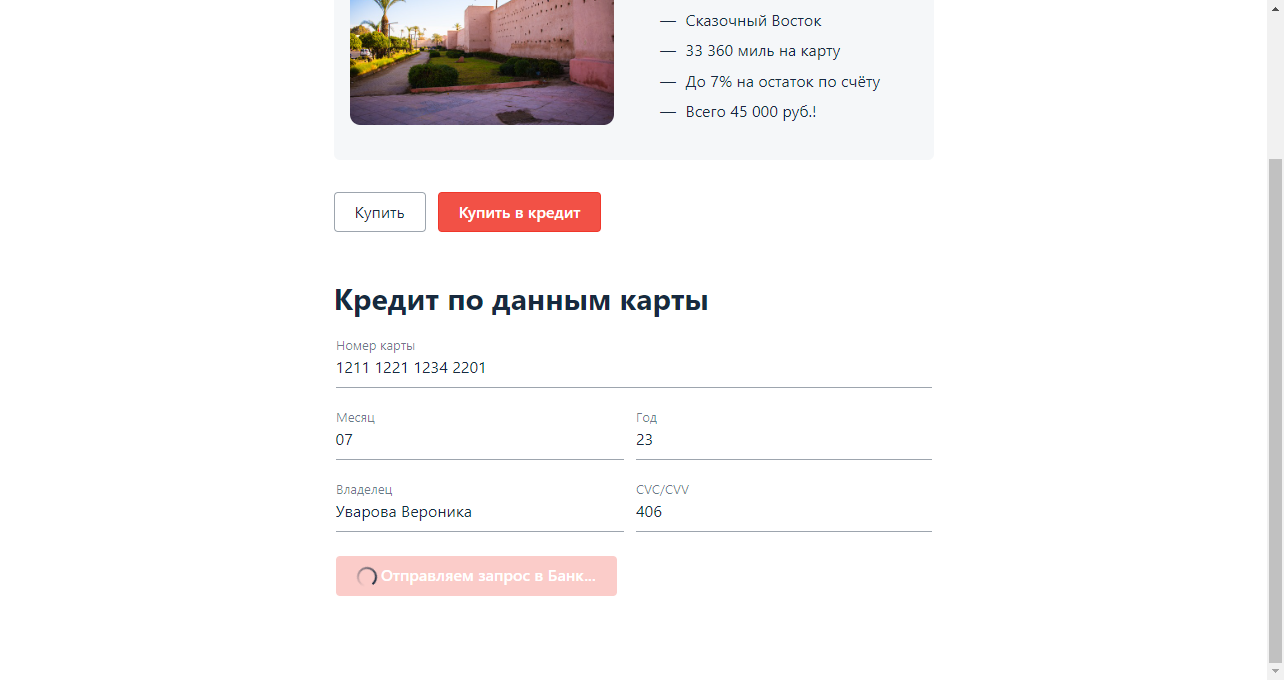 — Сказочный Восток
— 33 360 миль на карту
— До 7% на остаток по счёту
— Всего 45 000 руб.!
Купить
Купить в кредит
Кредит по данным карты
Номер карты
1211 1221 1234 2201
Месяц
Год
07
23
Владелец
CVC/CVV
Уварова Вероника
406
Отправляем запрос в Банк...